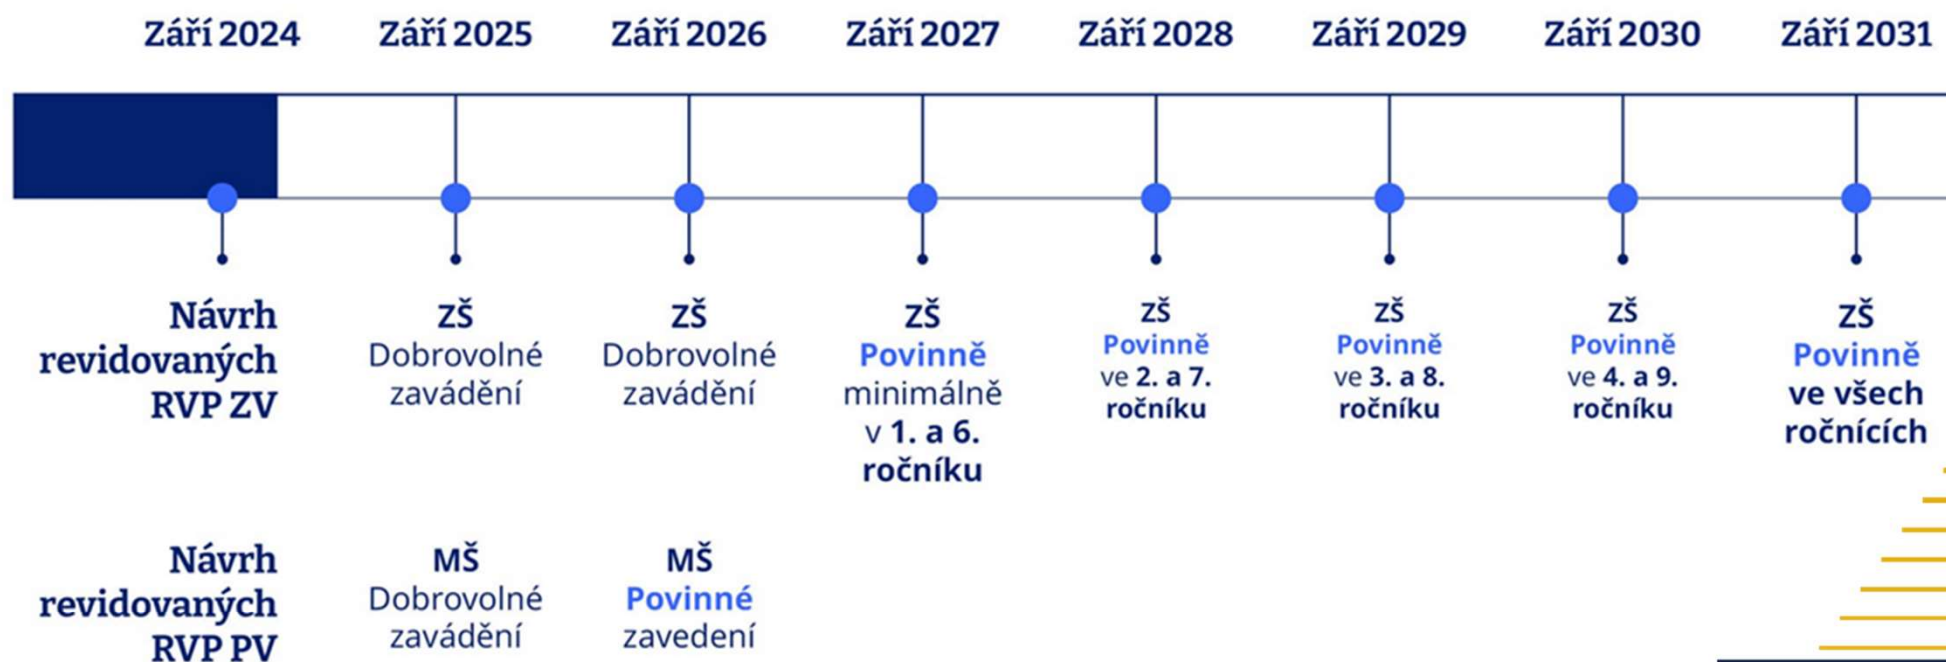 Září 2024
Září 2025
Září 2026
Září 2027
Září 2028
Září 2029
Září 2030
Září 2031
Návrh
revidovaných
RVP ZV
ZŠ
Dobrovolné
zavádění
ZŠ
Dobrovolné
zavádění
ZŠ
Povinně
minimálně
v 1. a 6.
ročníku
ZŠ
Povinně
ve 2. a 7.
ročníku
ZŠ
Povinně
ve 3. a 8.
ročníku
ZŠ
Povinně
ve 4. a 9.
ročníku
ZŠ
Povinně
ve všech
ročnících
Návrh
revidovaných
RVP PV
MŠ
Dobrovolné
zavádění
MŠ
Povinné
zavedení